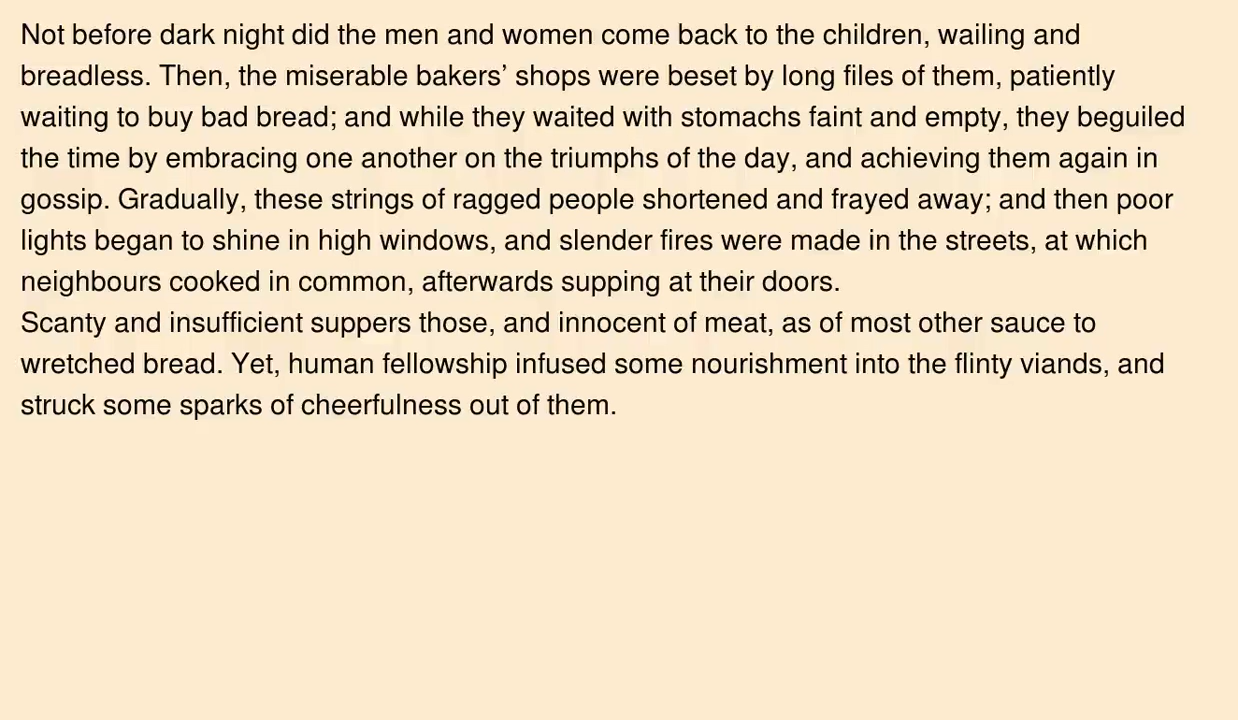 Not before dark night did the men and women come back to the children, wailing and
breadless. Then, the miserable bakers’ shops were beset by long files of them, patiently
waiting to buy bad bread; and while they waited with stomachs faint and empty, they beguiled
the time by embracing one another on the triumphs of the day, and achieving them again in
gossip. Gradually, these strings of ragged people shortened and frayed away; and then poor
lights began to shine in high windows, and slender fires were made in the streets, at which
neighbours cooked in common, afterwards supping at their doors.
Scanty and insufficient suppers those, and innocent of meat, as of most other sauce to
wretched bread. Yet, human fellowship infused some nourishment into the flinty viands, and
struck some sparks of cheerfulness out of them.